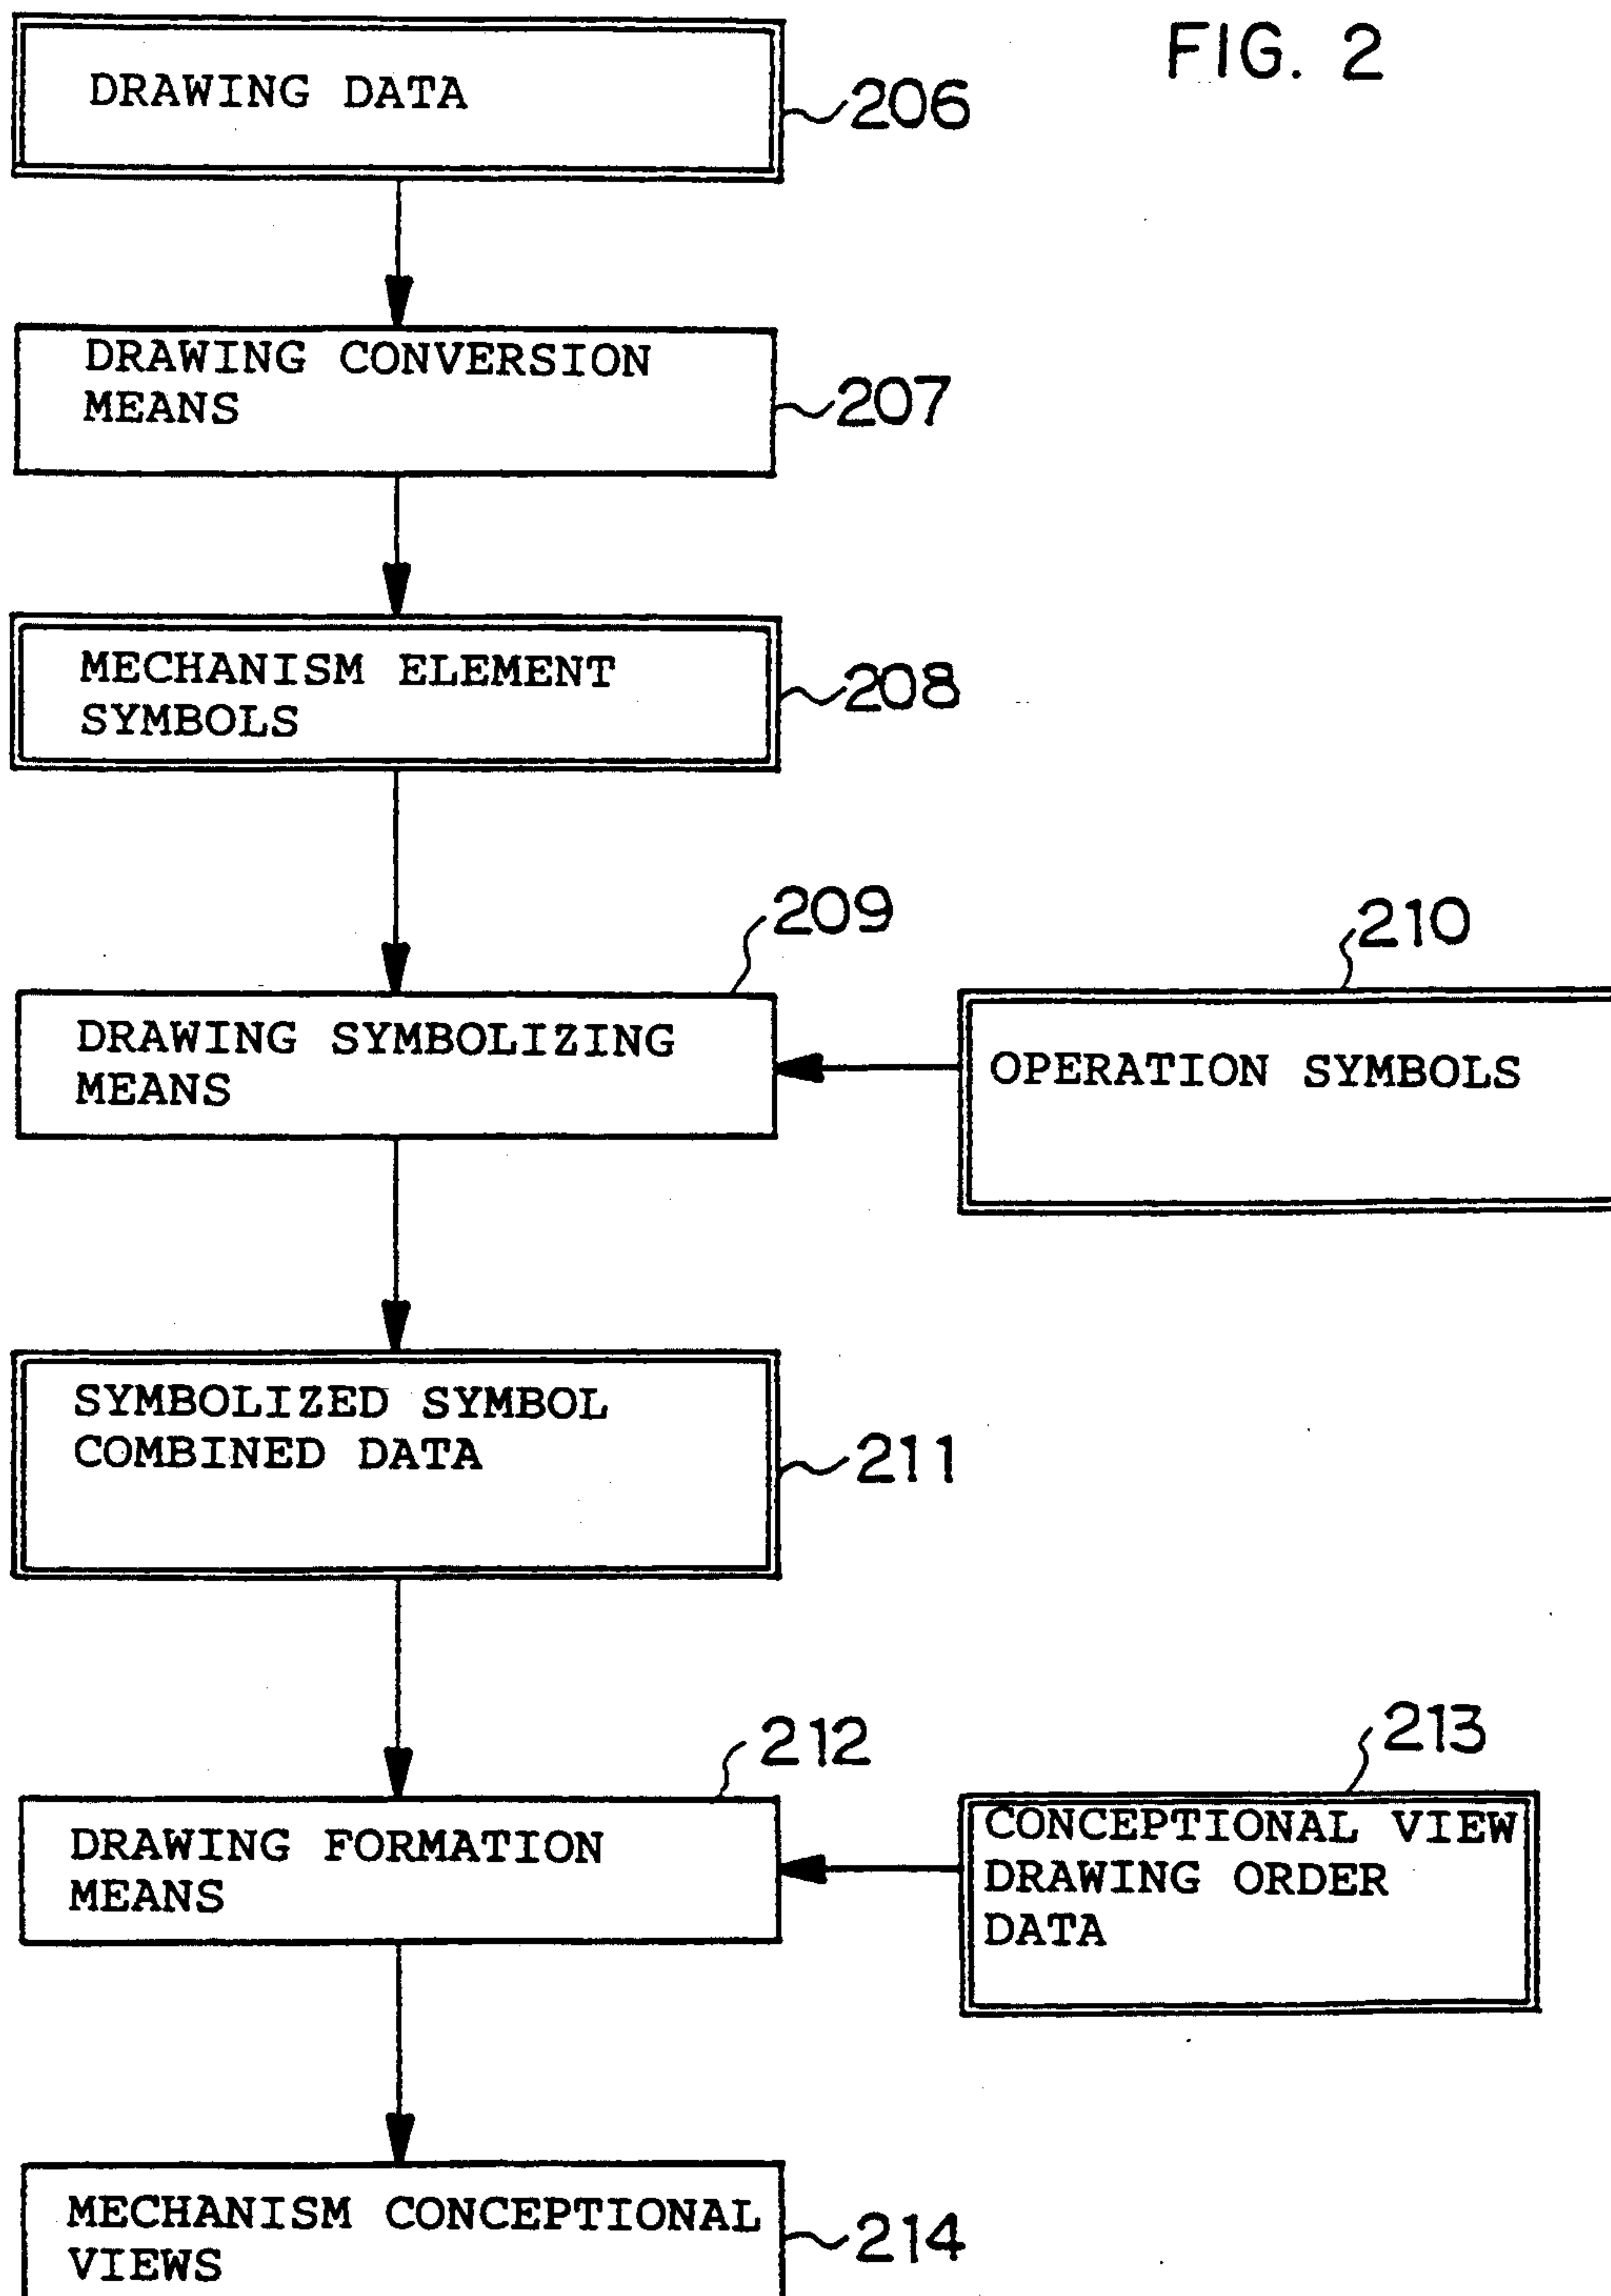 FIG. 2
DRAWING DATA
206
DRAWING CONVERSION
MEANS
207
MECHANISM ELEMENT
SYMBOLS
208
209
210
DRAWING SYMBOLIZING
MEANS
OPERATION SYMBOLS
SYMBOLIZED SYMBOL
COMBINED DATA
211
212
213
DRAWING FORMATION
MEANS
CONCEPTIONAL VIEW
DRAWING ORDER
DATA
MECHANISM CONCEPTIONAL
VIEWS
214